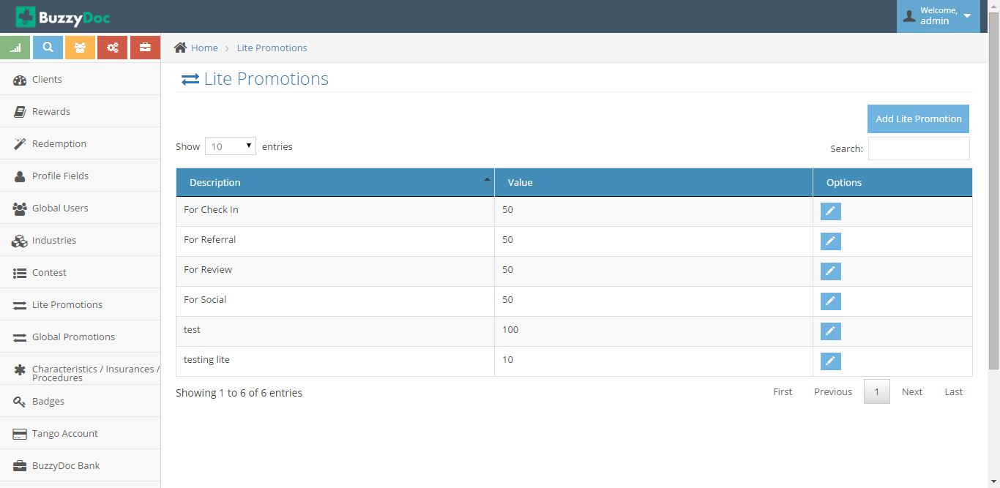 BuzzyDoc
Welcome,
admin
Home > Lite Promotions
Lite Promotions
Add Lite Promotion
Show 10 entries
Search:
Description Value Options
For Check In 50
For Referral 50
For Review 50
For Social 50
test 100
testing lite 10
Showing 1 to 6 of 6 entries
First Previous 1 Next Last
Clients
Rewards
Redemption
Profile Fields
Global Users
Industries
Contest
Lite Promotions
Global Promotions
Characteristics / Insurances /
Procedures
Badges
Tango Account
BuzzyDoc Bank